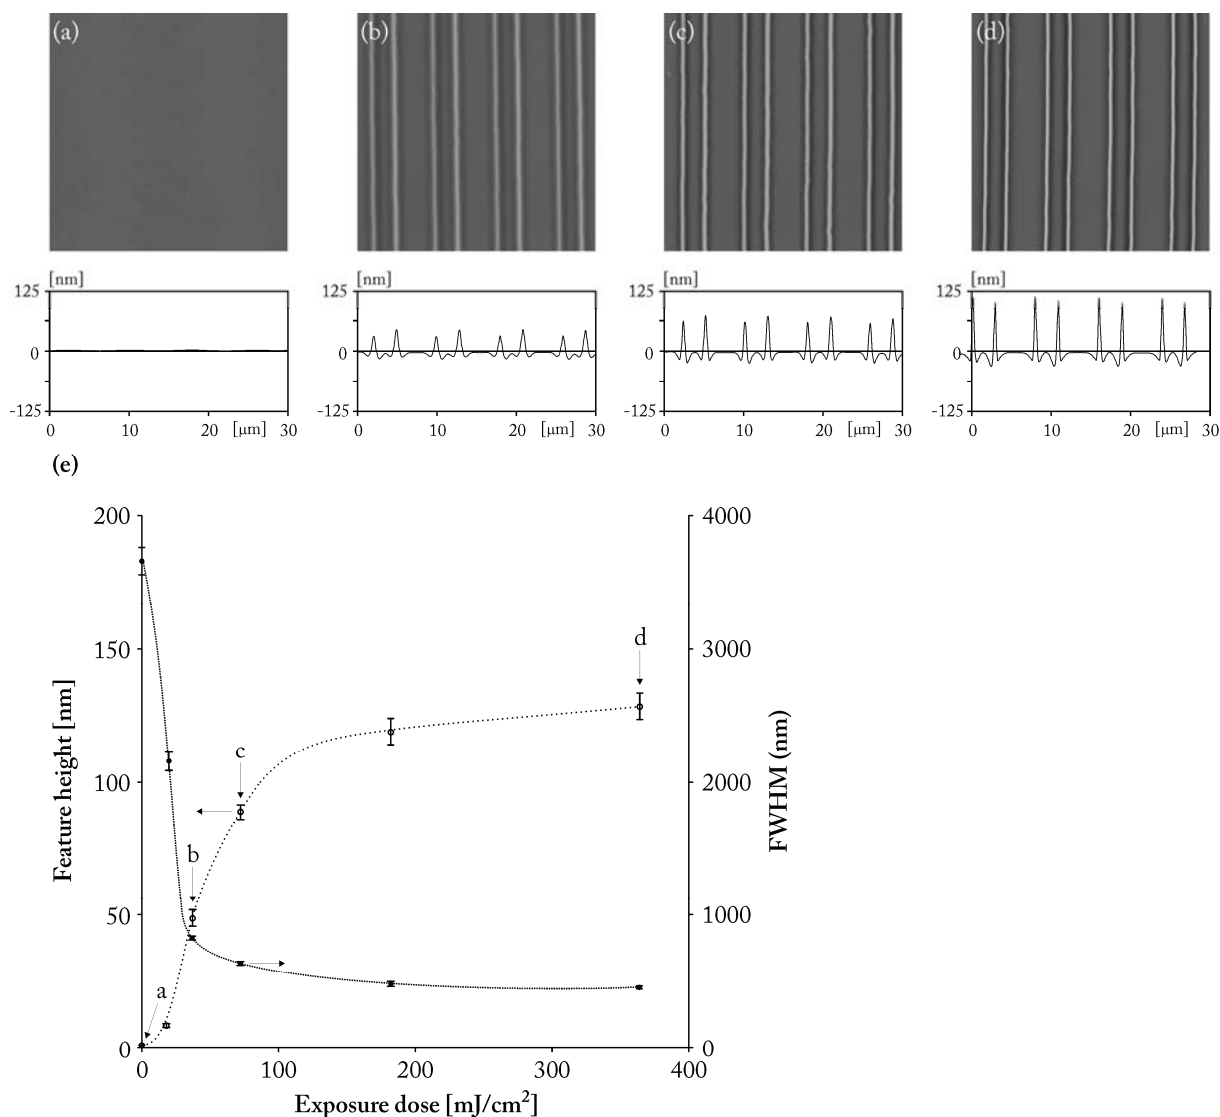 (a) (b) (c) (d)
[nm] [nm] [nm] [nm]
125 125 125 125
0 0 0 0
-125 -125 -125 -125
0 10 20 [μm] 30 0 10 20 [μm] 30 0 10 20 [μm] 30 0 10 20 [μm] 30
(e)
200 4000
150 d 3000
c
Feature height [nm]
FWHM (nm)
100 2000
b
50 1000
a
0 0
0 100 200 300 400
Exposure dose [mJ/cm²]